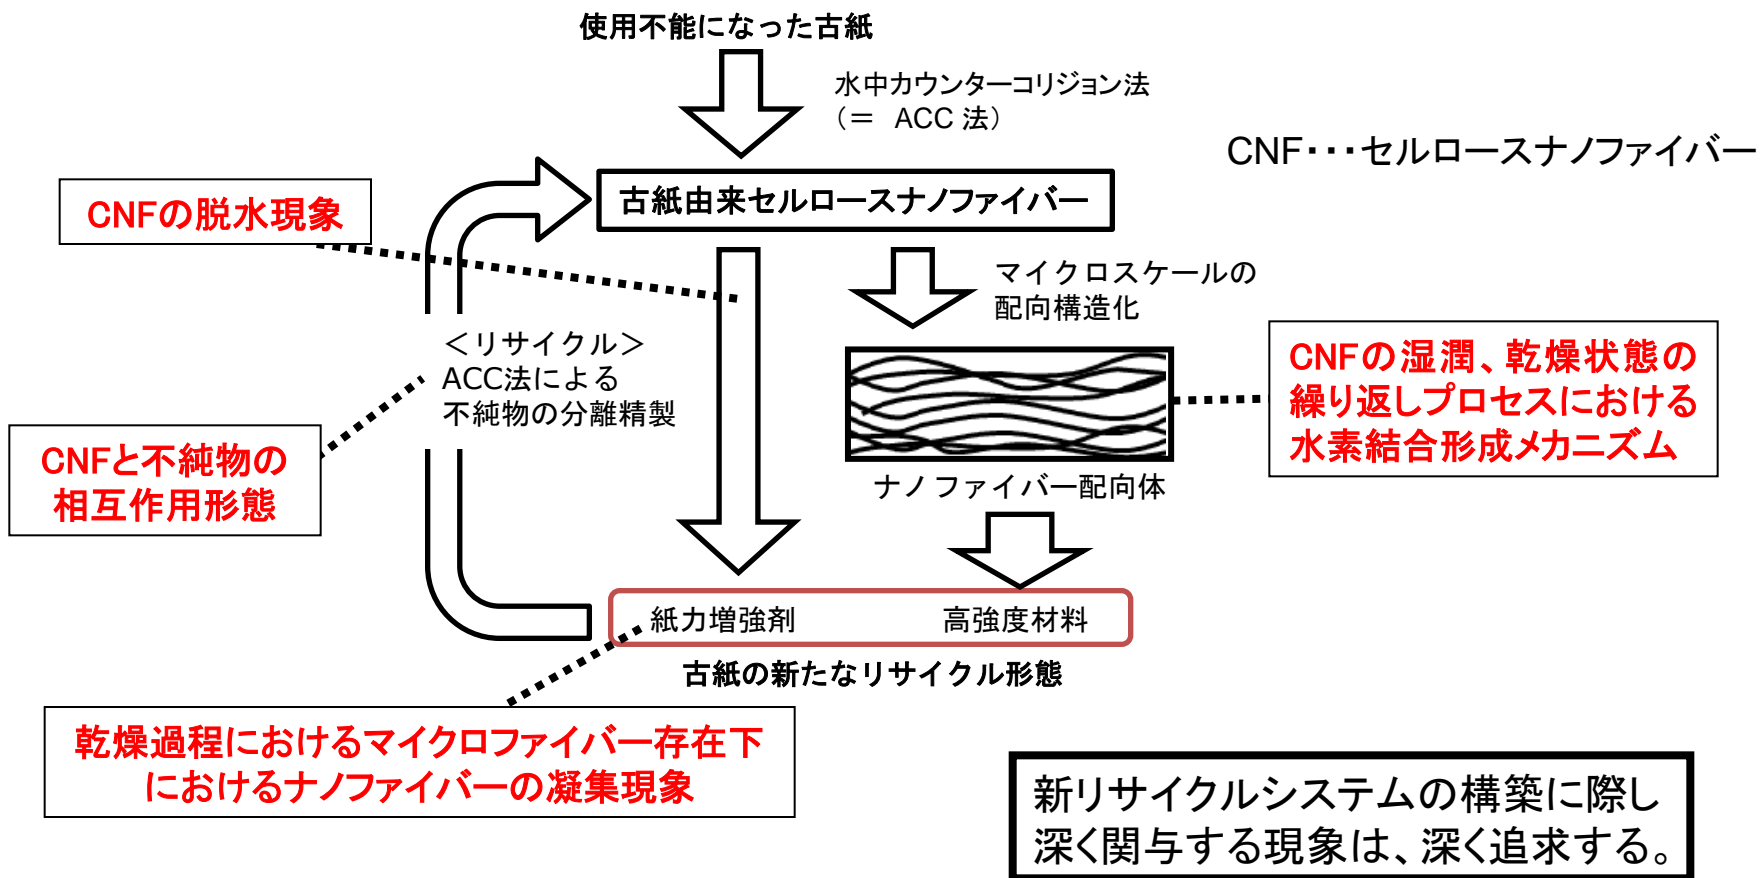 使用不能になった古紙
水中カウンターコリジョン法
（＝ ACC 法）
CNF・・・セルロースナノファイバー
CNFの脱水現象
古紙由来セルロースナノファイバー
マイクロスケールの
配向構造化
＜リサイクル＞
ACC法による
不純物の分離精製
CNFの湿潤、乾燥状態の
繰り返しプロセスにおける
水素結合形成メカニズム
CNFと不純物の
相互作用形態
ナノファイバー配向体
紙力増強剤
高強度材料
古紙の新たなリサイクル形態
乾燥過程におけるマイクロファイバー存在下
におけるナノファイバーの凝集現象
新リサイクルシステムの構築に際し
深く関与する現象は、深く追求する。